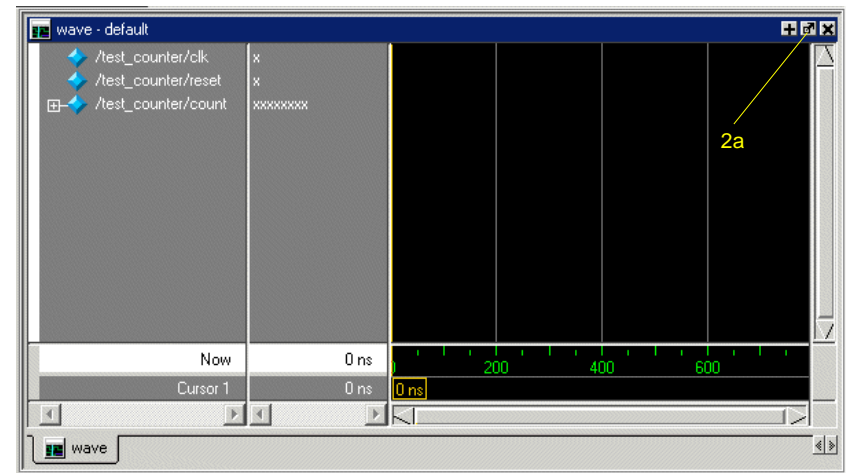 wave - default
/test_counter/clk x
/test_counter/reset x
/test_counter/count xxxxxxxx
2a
Now 0 ns
200 400 600
Cursor 1 0 ns 0 ns
wave